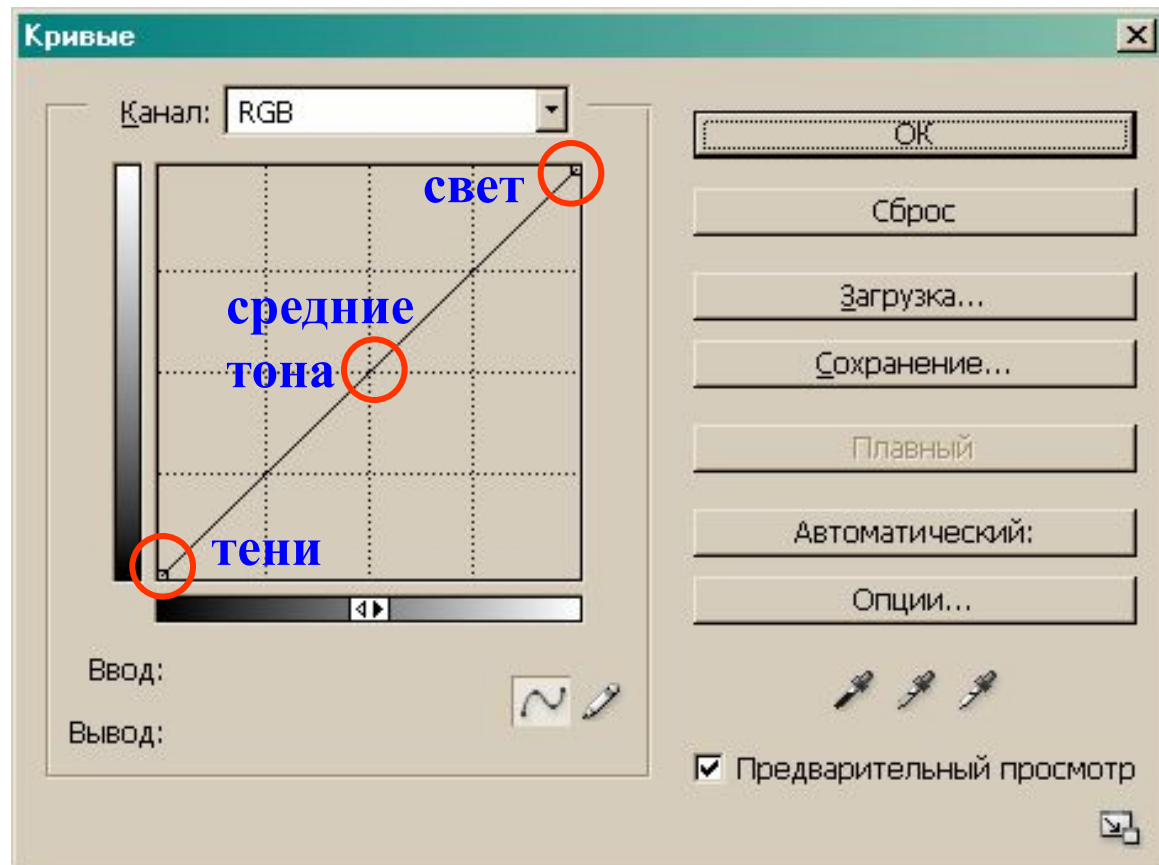 Кривые
Канал: RGB
свет
средние
тона
тени
Ввод:
Вывод:
OK
Сброс
Загрузка...
Сохранение...
Плавный
Автоматический:
Опции...
Предварительный просмотр